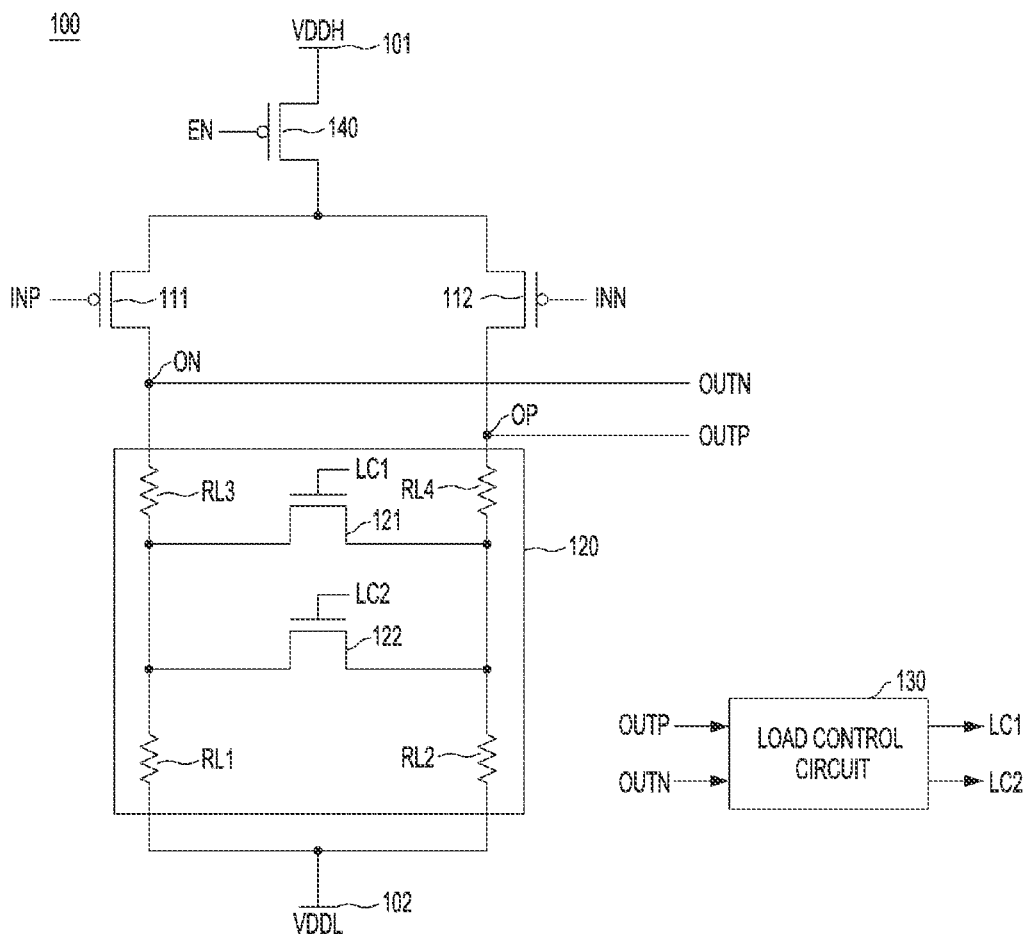 100
VDDH
101
EN
140
INP
111
112
INN
ON
OUTN
OP
OUTP
LC1
RL3
RL4
121
120
LC2
122
130
OUTP
LC1
RL1
RL2
LOAD CONTROL
CIRCUIT
OUTN
LC2
102
VDDL